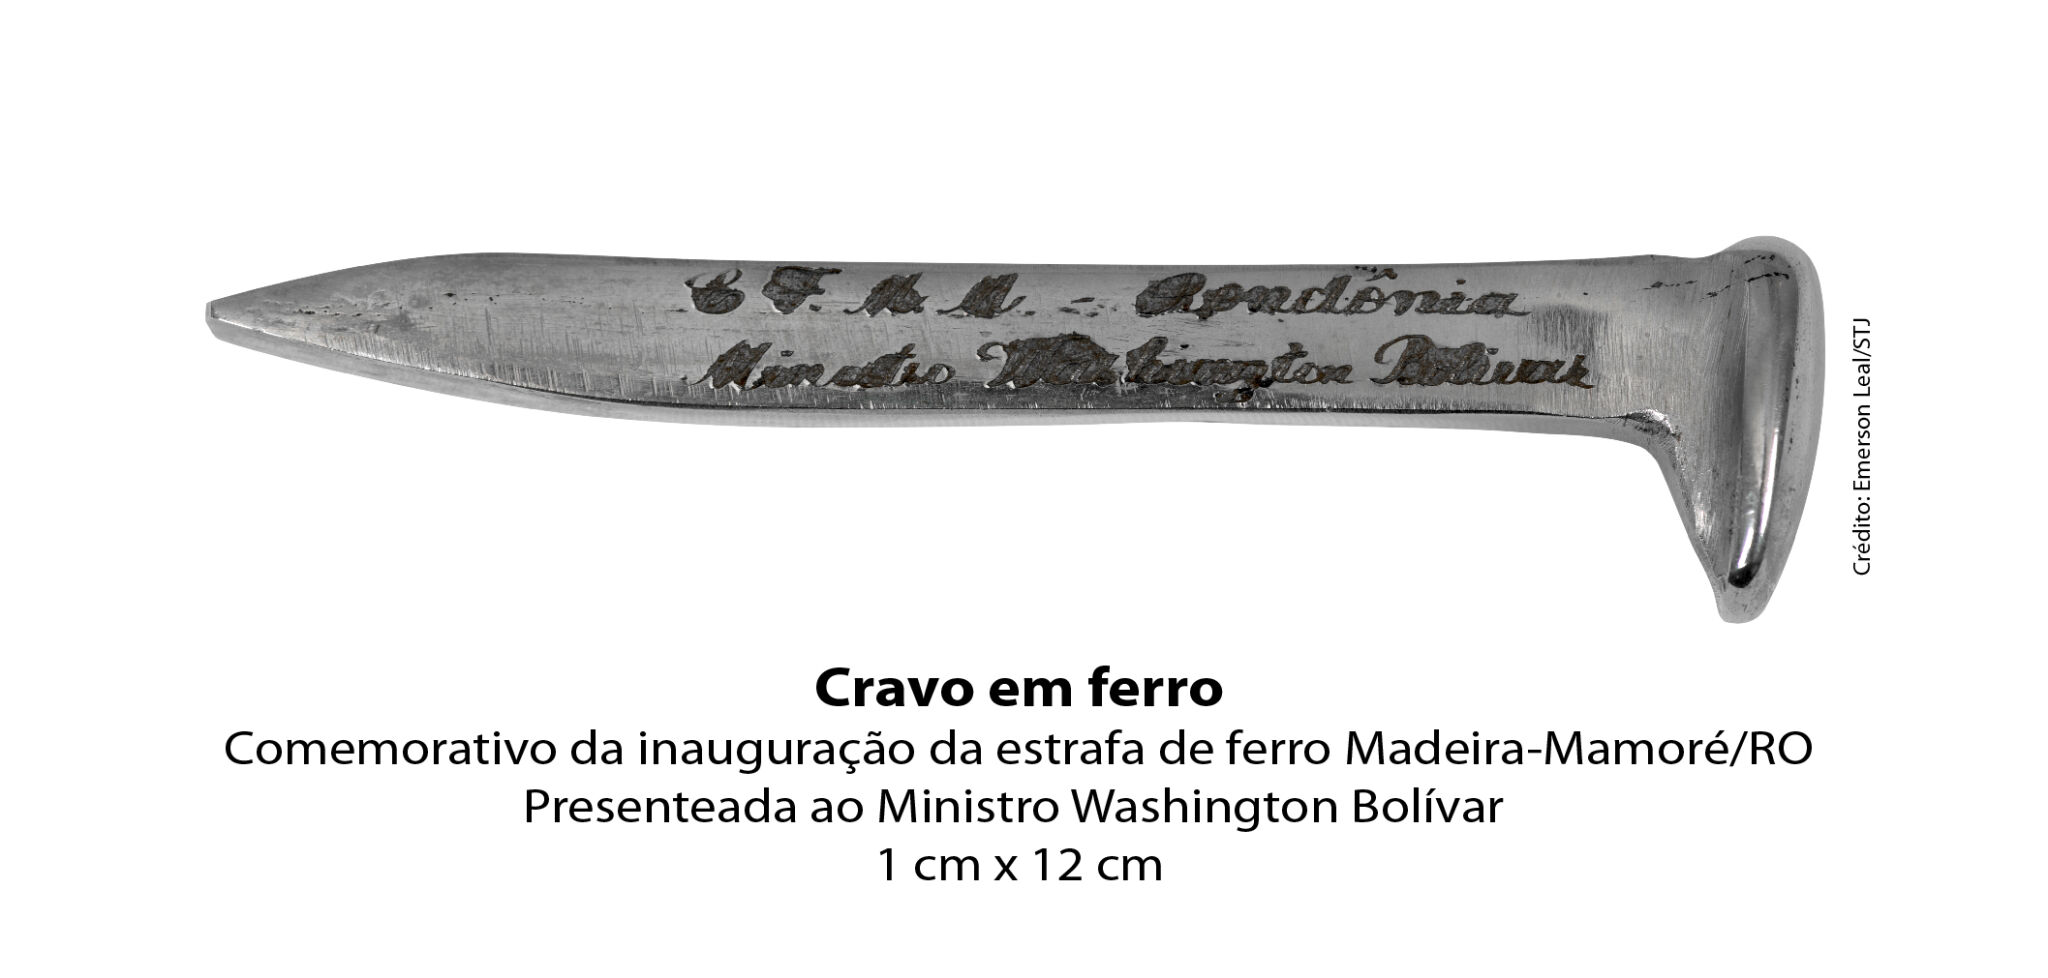 E F. M. M. - Rondônia
Ministro Washington Bolivar
Crédito: Emerson Leal/STJ
Cravo em ferro
Comemorativo da inauguração da estrafa de ferro Madeira-Mamoré/RO
Presenteada ao Ministro Washington Bolívar
1 cm x 12 cm